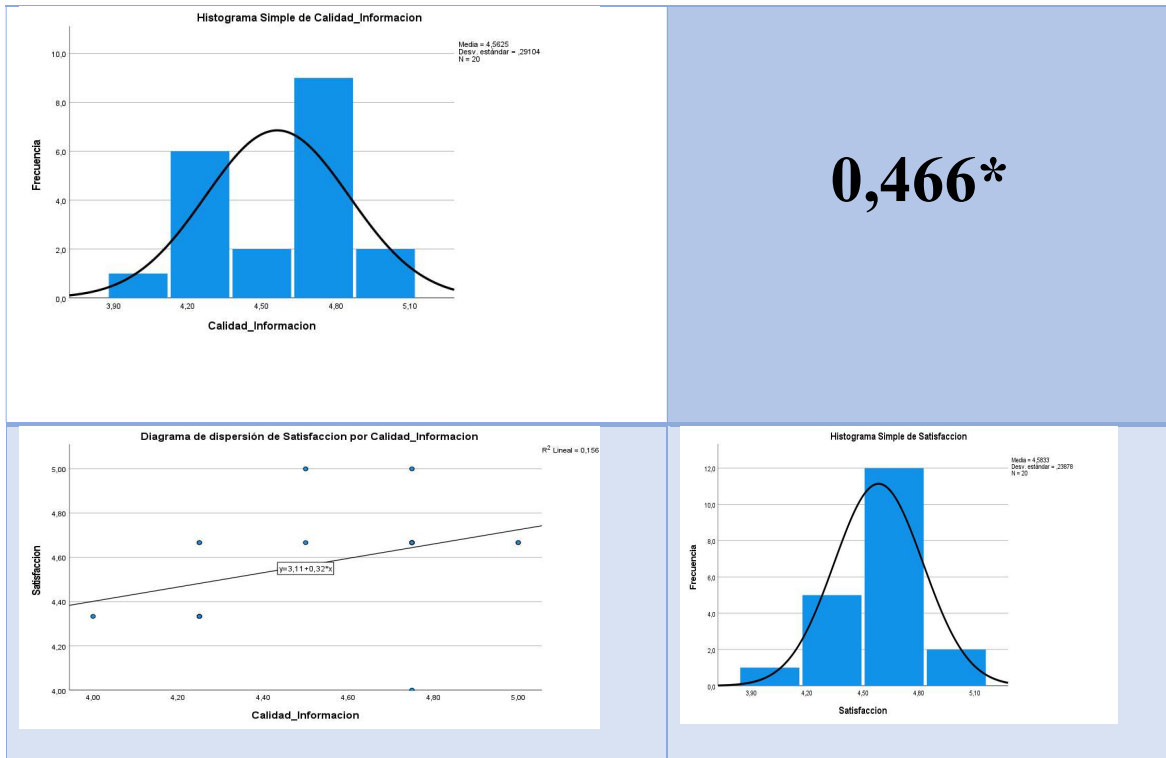 Histograma Simple de Calidad_Informacion
Media = 4,5625
Desv. estándar = ,29104
N = 20
10,0
8,0
6,0
4,0
2,0
0,0
Frecuencia
3,90 4,20 4,50 4,80 5,10
Calidad_Informacion
0,466*
Diagrama de dispersión de Satisfaccion por Calidad_Informacion
R2 Lineal = 0,156
5,00
4,80
4,60
4,40
4,20
4,00
Satisfaccion
y=3,11+0,32*x
4,00 4,20 4,40 4,60 4,80 5,00
Calidad_Informacion
Histograma Simple de Satisfaccion
Media = 4,5833
Desv. estándar = ,23878
N = 20
12,0
10,0
8,0
6,0
4,0
2,0
0,0
Frecuencia
3,90 4,20 4,50 4,80 5,10
Satisfaccion